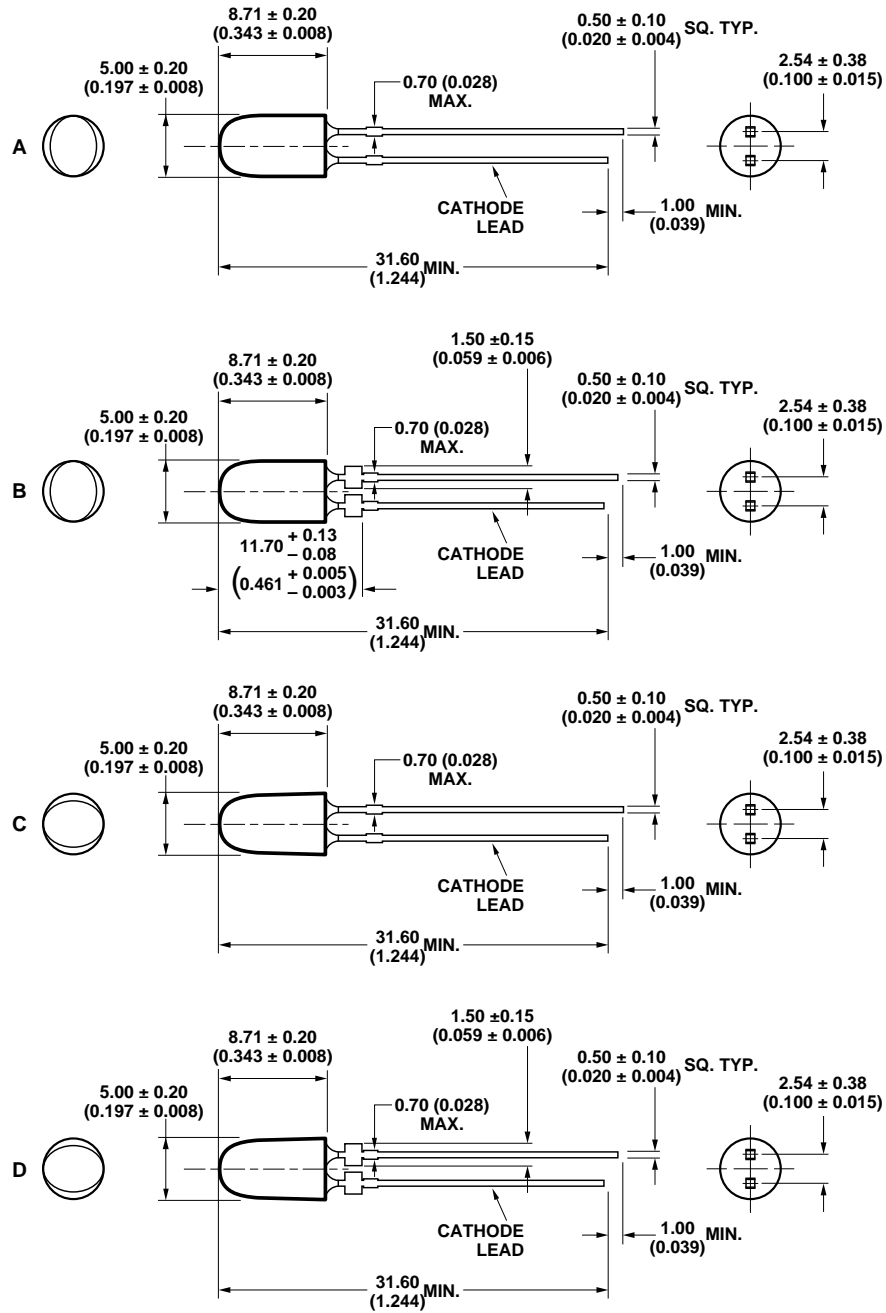 8.71 ± 0.20
(0.343 ± 0.008)
5.00 ± 0.20
(0.197 ± 0.008)
0.70 (0.028)
MAX.
0.50 ± 0.10
(0.020 ± 0.004) SQ. TYP.
2.54 ± 0.38
(0.100 ± 0.015)
A
CATHODE
LEAD
1.00
(0.039) MIN.
31.60
(1.244) MIN.
8.71 ± 0.20
(0.343 ± 0.008)
1.50 ±0.15
(0.059 ± 0.006)
0.50 ± 0.10
(0.020 ± 0.004) SQ. TYP.
5.00 ± 0.20
(0.197 ± 0.008)
0.70 (0.028)
MAX.
2.54 ± 0.38
(0.100 ± 0.015)
B
11.70 + 0.13
− 0.08
(0.461 + 0.005
− 0.003)
CATHODE
LEAD
1.00
(0.039) MIN.
31.60
(1.244) MIN.
8.71 ± 0.20
(0.343 ± 0.008)
0.50 ± 0.10
(0.020 ± 0.004) SQ. TYP.
5.00 ± 0.20
(0.197 ± 0.008)
0.70 (0.028)
MAX.
2.54 ± 0.38
(0.100 ± 0.015)
C
CATHODE
LEAD
1.00
(0.039) MIN.
31.60
(1.244) MIN.
8.71 ± 0.20
(0.343 ± 0.008)
1.50 ±0.15
(0.059 ± 0.006)
0.50 ± 0.10
(0.020 ± 0.004) SQ. TYP.
5.00 ± 0.20
(0.197 ± 0.008)
0.70 (0.028)
MAX.
2.54 ± 0.38
(0.100 ± 0.015)
D
CATHODE
LEAD
1.00
(0.039) MIN.
31.60
(1.244) MIN.